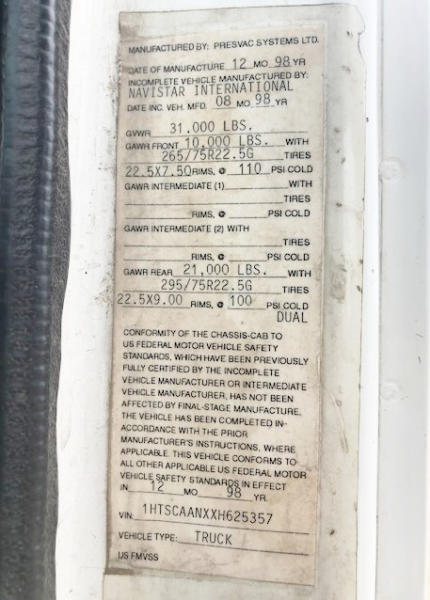 MANUFACTURED BY: PRESVAC SYSTEMS LTD.
DATE OF MANUFACTURE 12 MO. 98 YR
INCOMPLETE VEHICLE MANUFACTURED BY:
NAVISTAR INTERNATIONAL
DATE INC. VEH. MFD. 08 MO. 98 YR
GVWR 31,000 LBS.
GAWR FRONT 10,000 LBS. WITH
265/75R22.5G TIRES
22.5X7.50 RIMS, @ 110 PSI COLD
GAWR INTERMEDIATE (1) WITH
TIRES
RIMS, @ PSI COLD
GAWR INTERMEDIATE (2) WITH
TIRES
RIMS, @ PSI COLD
GAWR REAR 21,000 LBS. WITH
295/75R22.5G TIRES
22.5X9.00 RIMS, @ 100 PSI COLD
DUAL
CONFORMITY OF THE CHASSIS-CAB TO
US FEDERAL MOTOR VEHICLE SAFETY
STANDARDS, WHICH HAVE BEEN PREVIOUSLY
FULLY CERTIFIED BY THE INCOMPLETE
VEHICLE MANUFACTURER OR INTERMEDIATE
VEHICLE MANUFACTURER, HAS NOT BEEN
AFFECTED BY FINAL-STAGE MANUFACTURE.
THE VEHICLE HAS BEEN COMPLETED IN-
ACCORDANCE WITH THE PRIOR
MANUFACTURER'S INSTRUCTIONS, WHERE
APPLICABLE. THIS VEHICLE CONFORMS TO
ALL OTHER APPLICABLE US FEDERAL MOTOR
VEHICLE SAFETY STANDARDS IN EFFECT
IN 12 MO 98 YR.
VIN: 1HTSCAANXXH625357
VEHICLE TYPE: TRUCK
US FMVSS